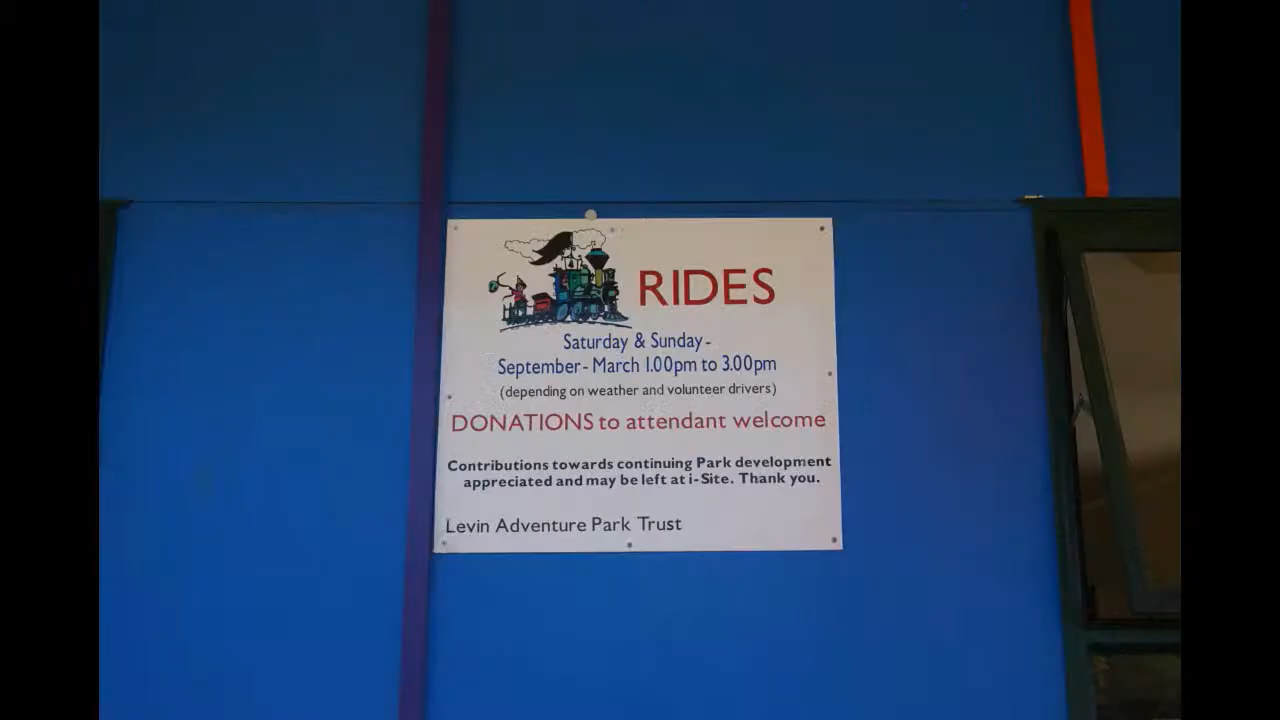 RIDES
Saturday & Sunday -
September - March 1.00pm to 3.00pm
(depending on weather and volunteer drivers)
DONATIONS to attendant welcome
Contributions towards continuing Park development
appreciated and may be left at i-Site. Thank you.
Levin Adventure Park Trust